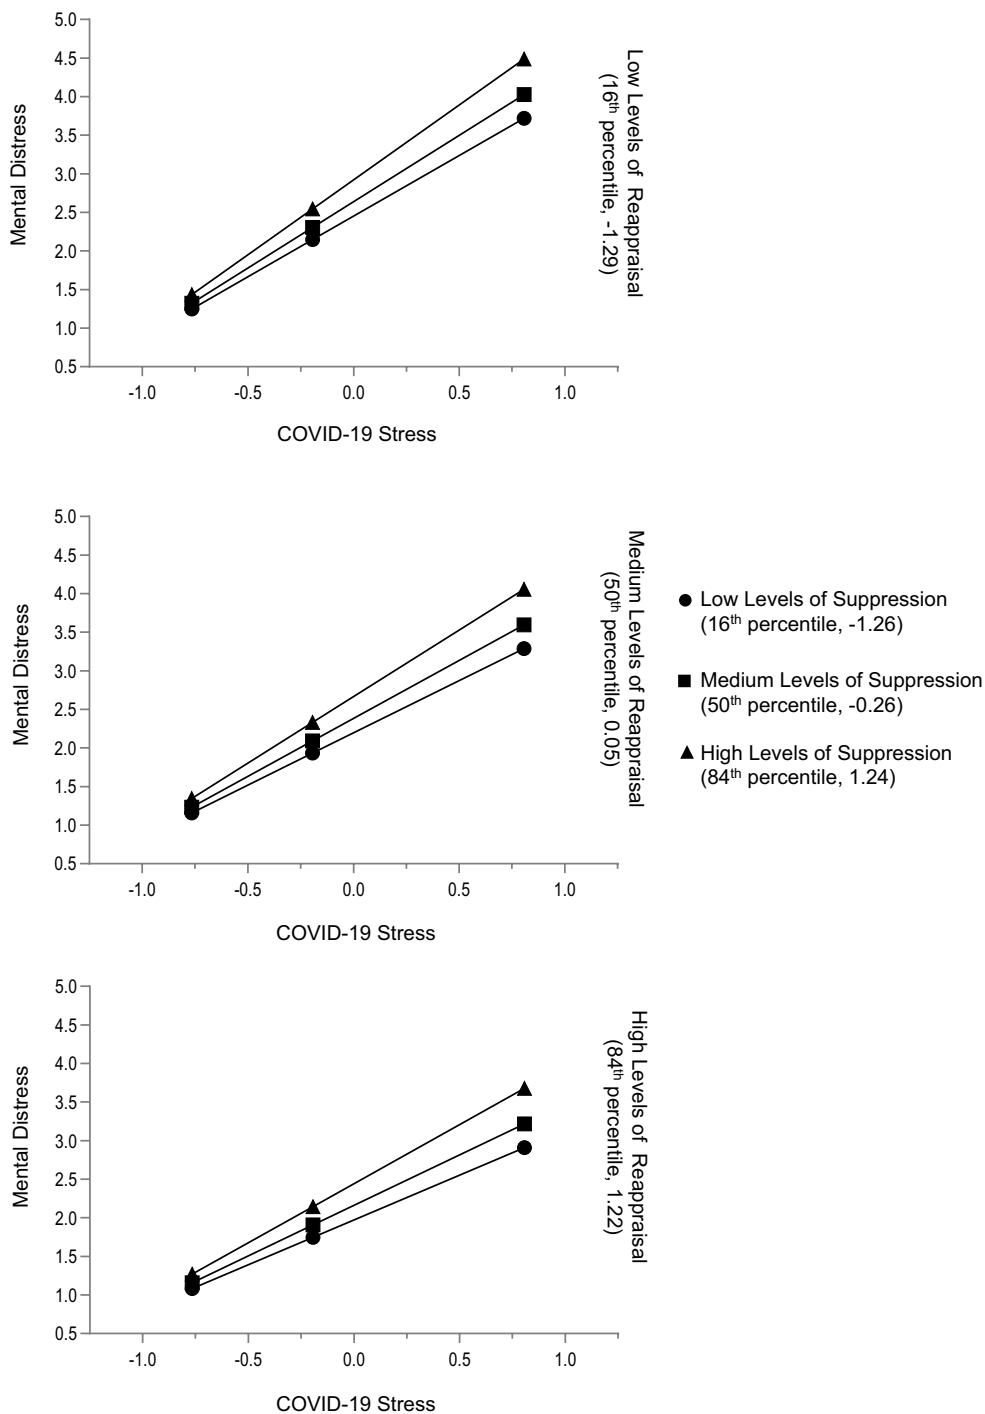 5.0
4.5
4.0
3.5
3.0
2.5
2.0
1.5
1.0
0.5
Mental Distress
-1.0 -0.5 0.0 0.5 1.0
COVID-19 Stress
Low Levels of Reappraisal
(16th percentile, -1.29)
5.0
4.5
4.0
3.5
3.0
2.5
2.0
1.5
1.0
0.5
Mental Distress
-1.0 -0.5 0.0 0.5 1.0
COVID-19 Stress
Medium Levels of Reappraisal
(50th percentile, 0.05)
Low Levels of Suppression
(16th percentile, -1.26)
Medium Levels of Suppression
(50th percentile, -0.26)
High Levels of Suppression
(84th percentile, 1.24)
5.0
4.5
4.0
3.5
3.0
2.5
2.0
1.5
1.0
0.5
Mental Distress
-1.0 -0.5 0.0 0.5 1.0
COVID-19 Stress
High Levels of Reappraisal
(84th percentile, 1.22)